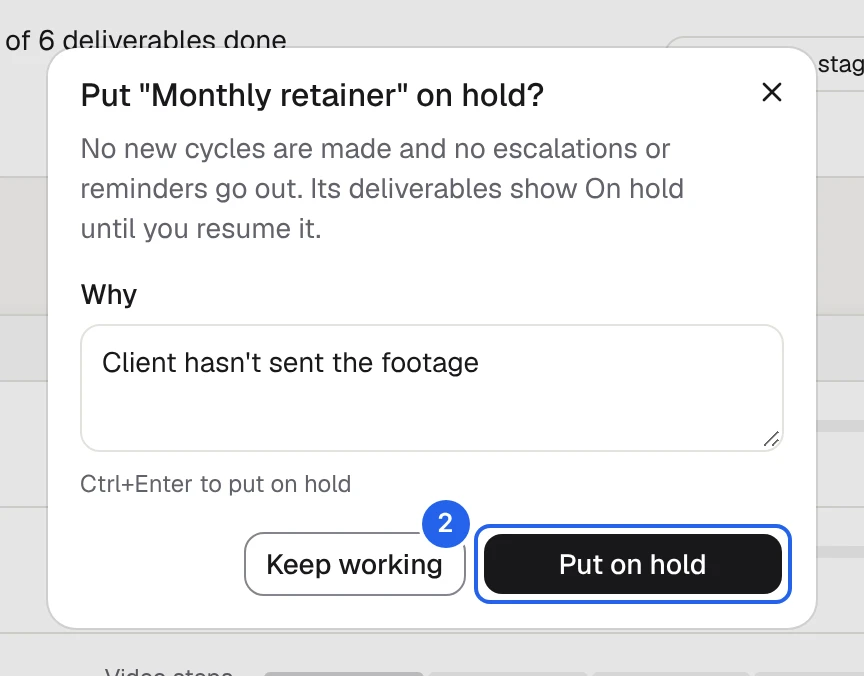 of 6 deliverables done
stag
Put "Monthly retainer" on hold?
No new cycles are made and no escalations or
reminders go out. Its deliverables show On hold
until you resume it.
Why
Client hasn't sent the footage
Ctrl+Enter to put on hold
2
Keep working
Put on hold
Video